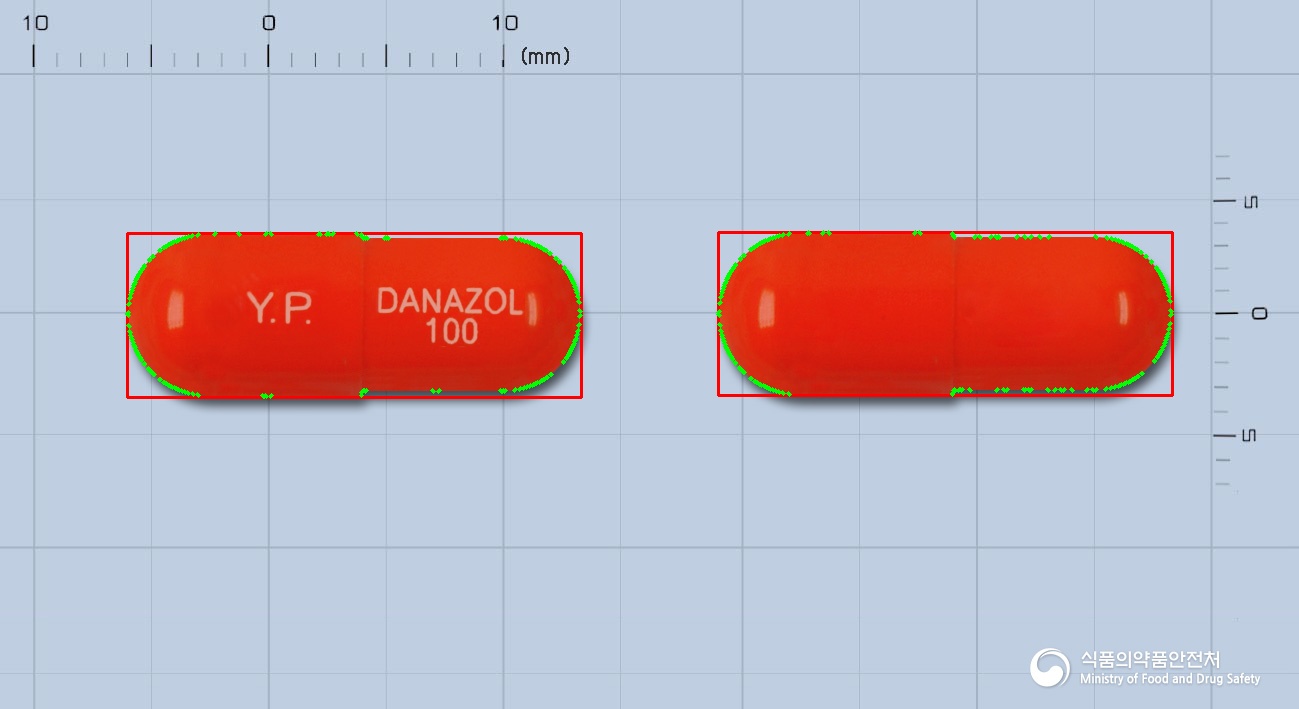 10 0 10
(mm)
5
Y.P. DANAZOL
100
0
5
식품의약품안전처
Ministry of Food and Drug Safety